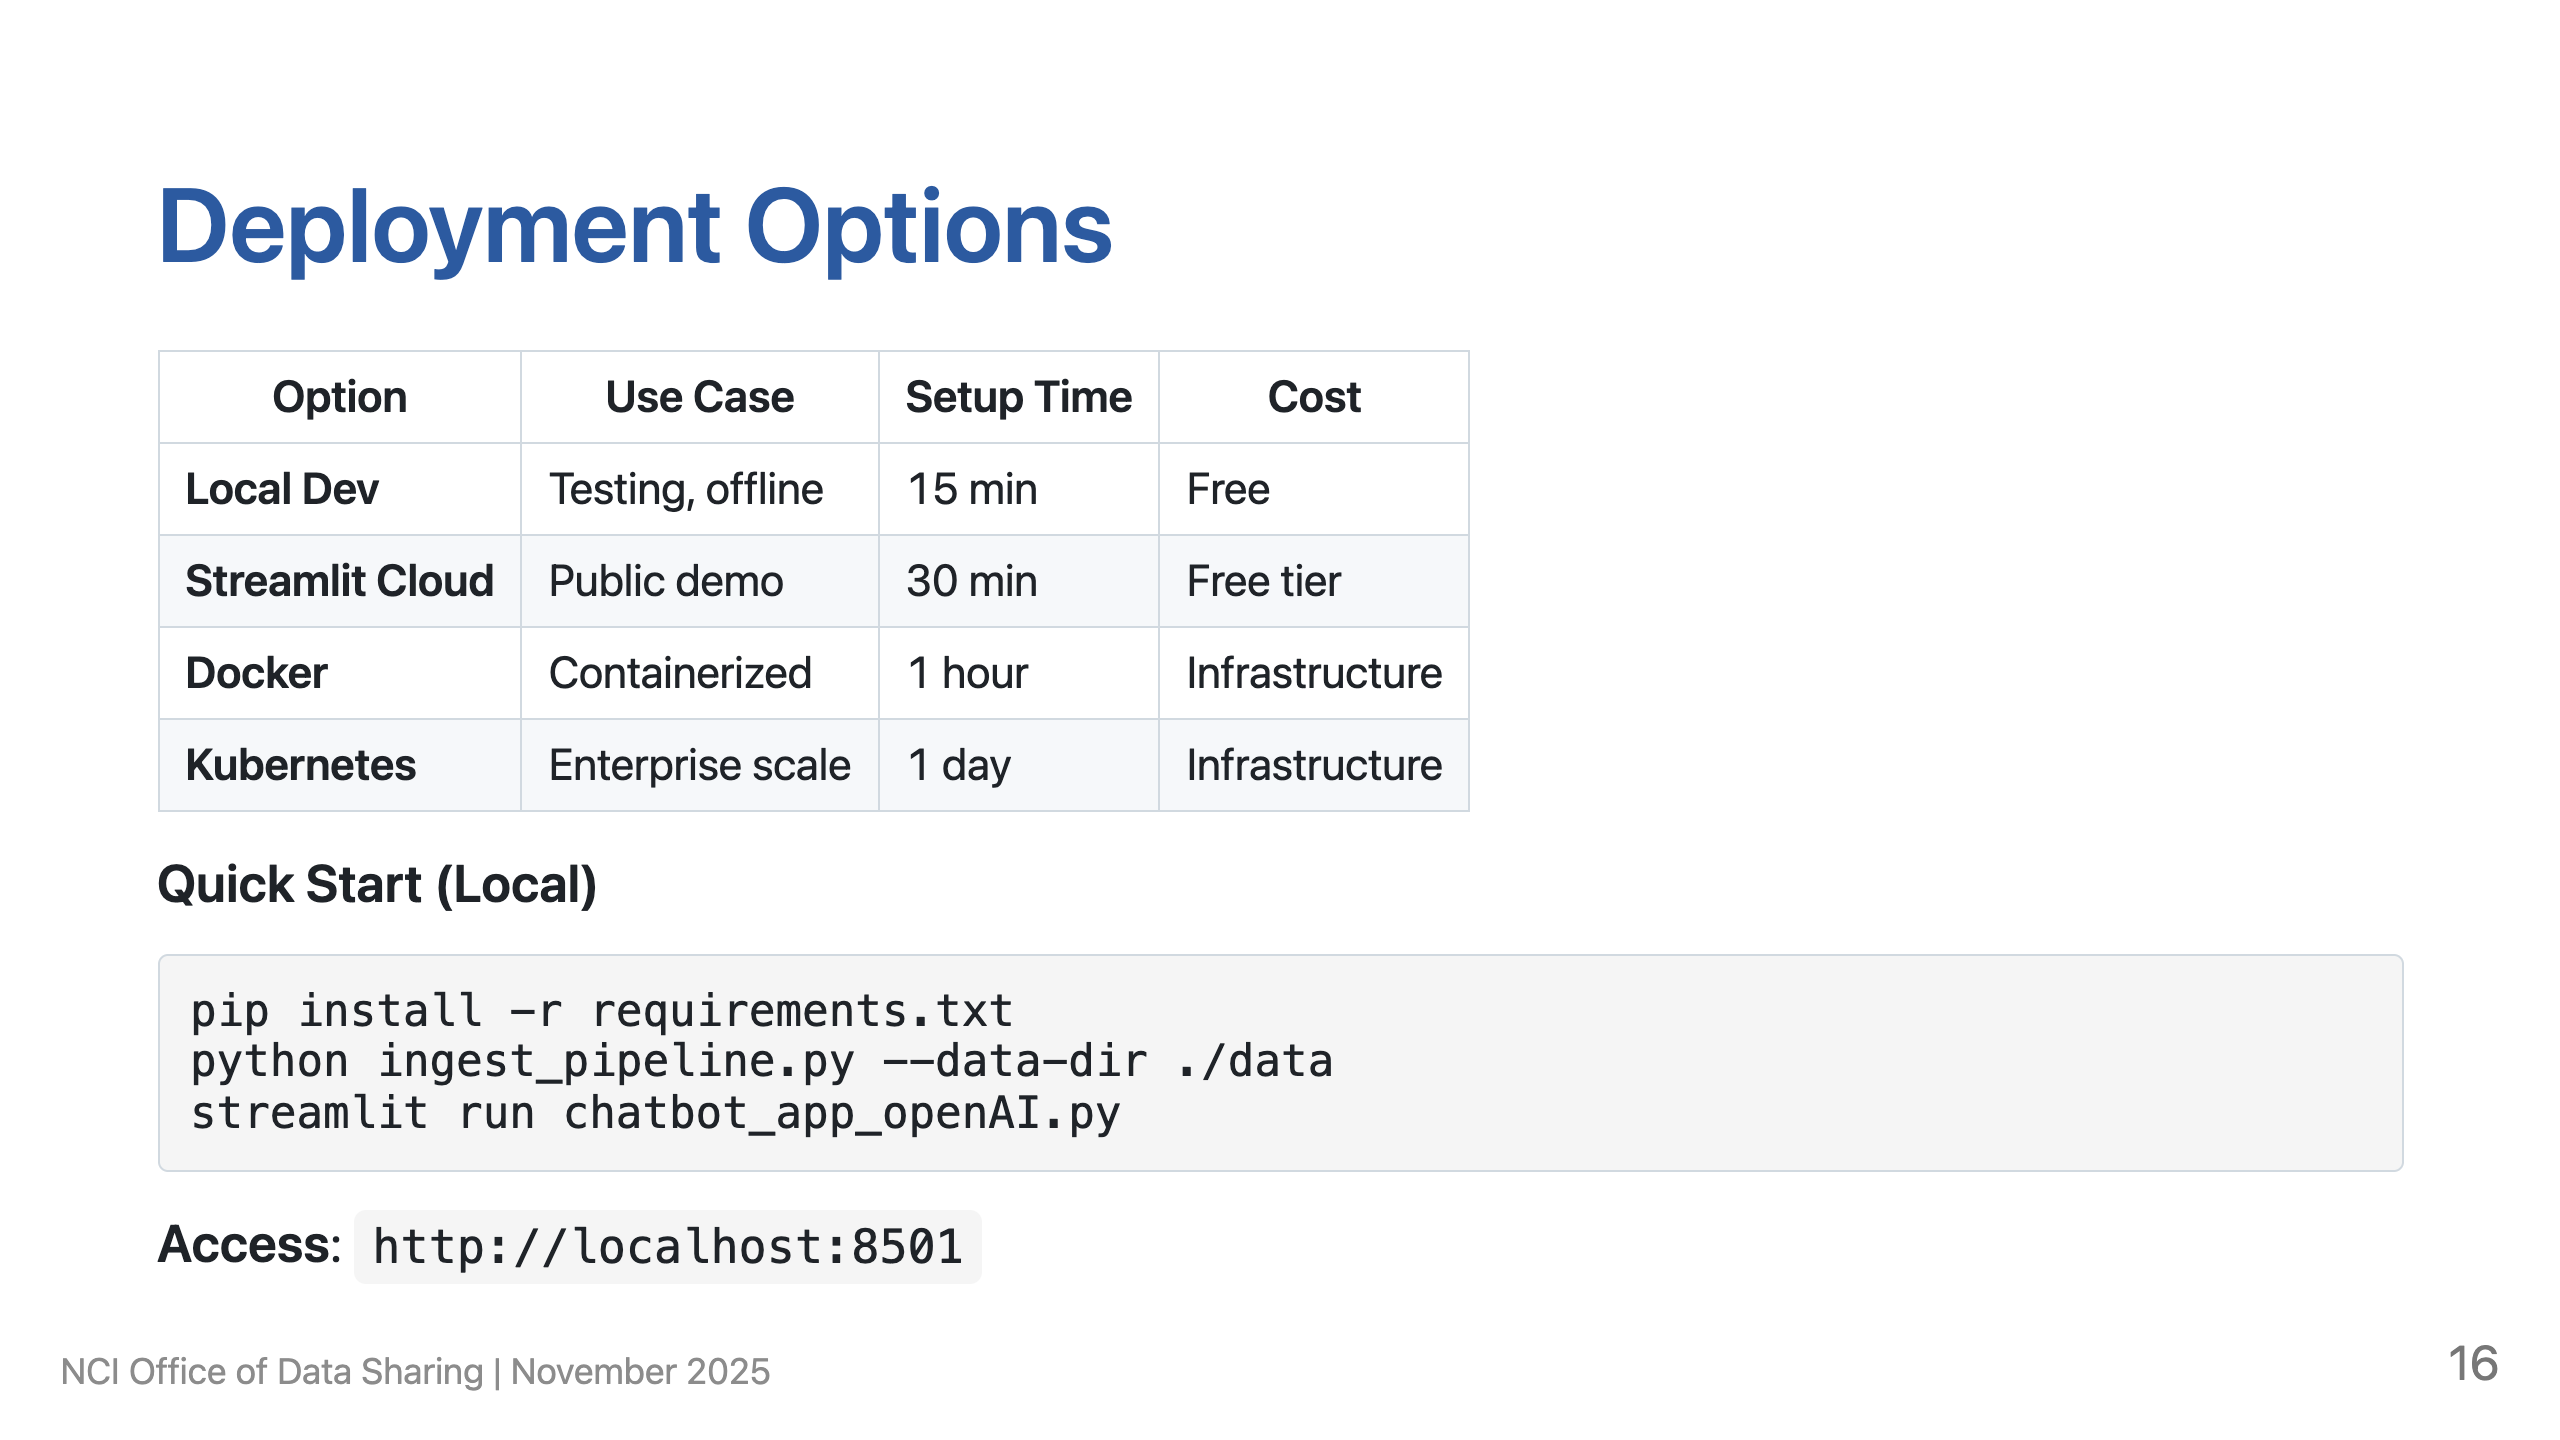 Deployment Options
Option Use Case Setup Time Cost
Local Dev Testing, offline 15 min Free
Streamlit Cloud Public demo 30 min Free tier
Docker Containerized 1 hour Infrastructure
Kubernetes Enterprise scale 1 day Infrastructure
Quick Start (Local)
pip install -r requirements.txt
python ingest_pipeline.py --data-dir ./data
streamlit run chatbot_app_openAI.py
Access: http://localhost:8501
NCI Office of Data Sharing | November 2025
16